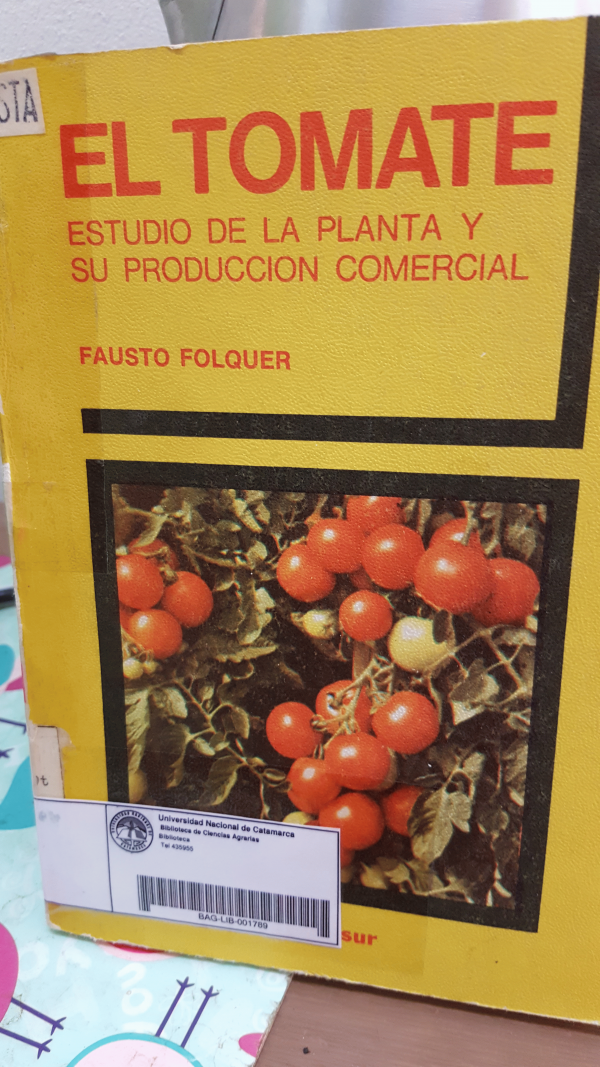 STA
EL TOMATE
ESTUDIO DE LA PLANTA Y
SU PRODUCCION COMERCIAL
FAUSTO FOLQUER
Universidad Nacional de Catamarca
Biblioteca de Ciencias Agrarias
Biblioteca
Tel 435955
BAG-LIB-001789
sur